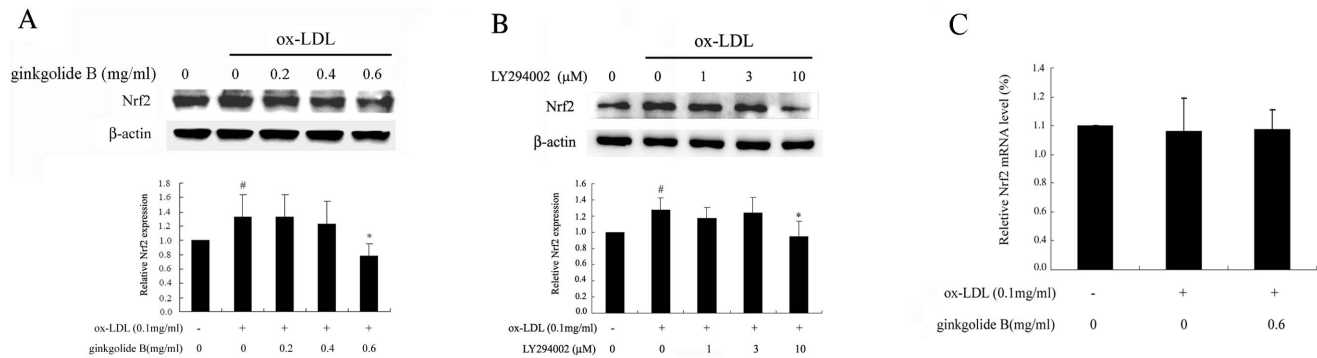 A
ox-LDL
ginkgolide B (mg/ml) 0 0 0.2 0.4 0.6
Nrf2
β-actin
1.8
1.6
1.4
1.2
1.0
0.8
0.6
0.4
0.2
0.0
Relative Nrf2 expression
#
*
ox-LDL (0.1mg/ml) - + + + +
ginkgolide B(mg/ml) 0 0 0.2 0.4 0.6
B
ox-LDL
LY294002 (μM) 0 0 1 3 10
Nrf2
β-actin
1.8
1.6
1.4
1.2
1.0
0.8
0.6
0.4
0.2
0.0
Relative Nrf2 expression
#
*
ox-LDL (0.1mg/ml) - + + + +
LY294002 (μM) 0 0 1 3 10
C
1.2
1.0
1.1
1.0
0.6
0.4
1.0
Reletive Nrf2 mRNA level (%)
ox-LDL (0.1mg/ml) - + +
ginkgolide B(mg/ml) 0 0 0.6